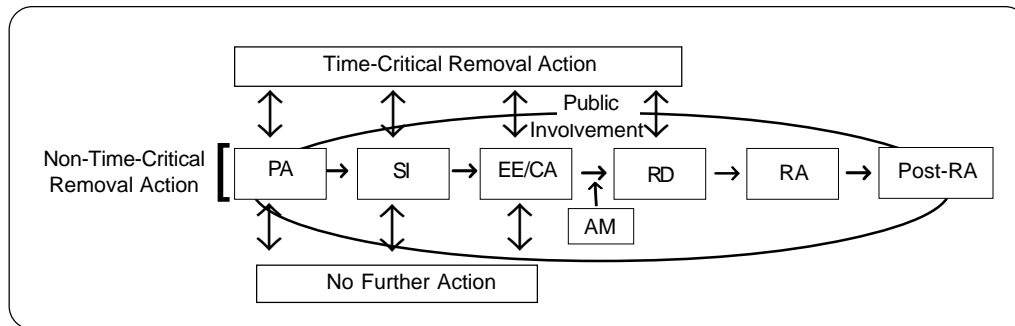 Time-Critical Removal Action
Public
Involvement
Non-Time-Critical
Removal Action
PA
SI
EE/CA
RD
RA
Post-RA
AM
No Further Action